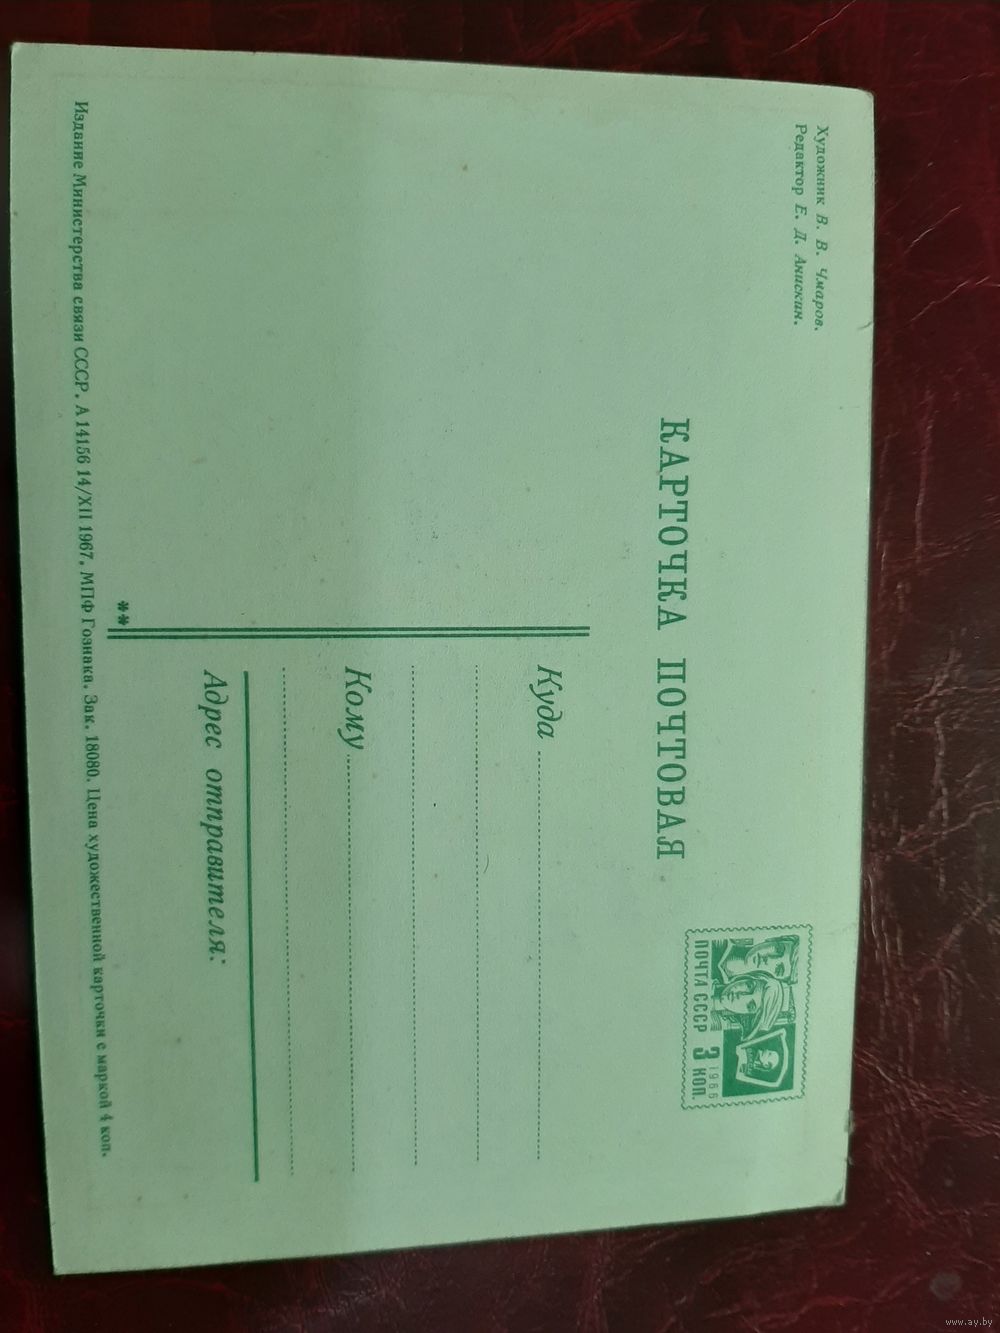 Художник В. В. Чмаров.
Редактор Е. Д. Анискин.
КАРТОЧКА ПОЧТОВАЯ
ПОЧТА СССР
1966
3 КОП.
Куда
Кому
Адрес отправителя:
**
Издание Министерства связи СССР. А 14156 14/XII 1967. МПФ Гознака. Зак. 18080. Цена художественной карточки с маркой 4 коп.
www.ay.by